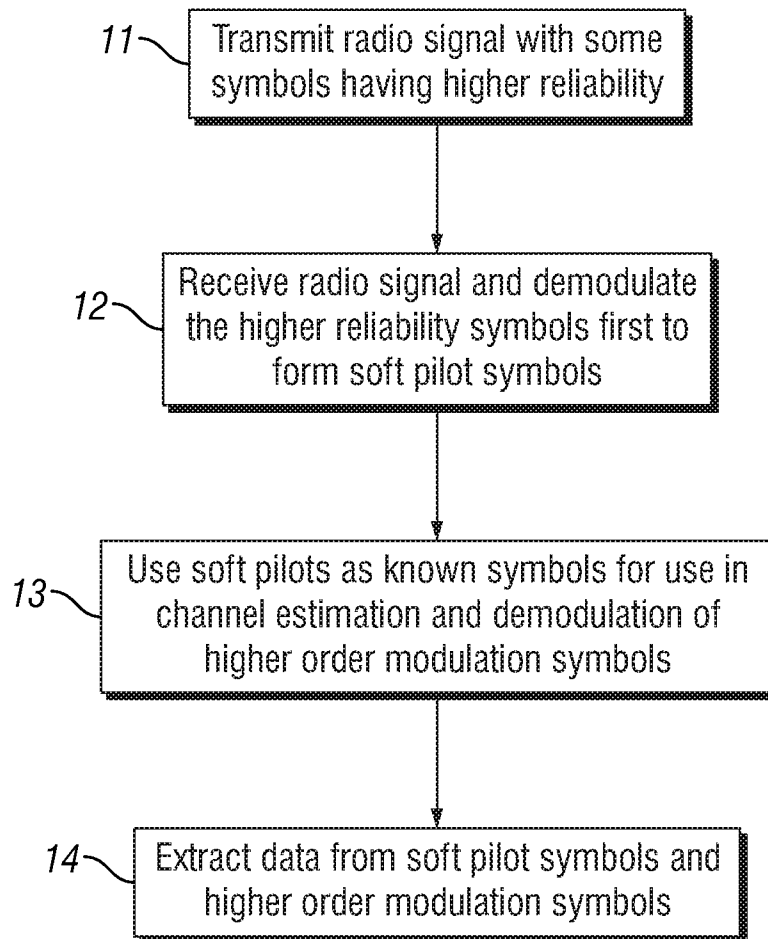 11
Transmit radio signal with some
symbols having higher reliability
12
Receive radio signal and demodulate
the higher reliability symbols first to
form soft pilot symbols
13
Use soft pilots as known symbols for use in
channel estimation and demodulation of
higher order modulation symbols
14
Extract data from soft pilot symbols and
higher order modulation symbols